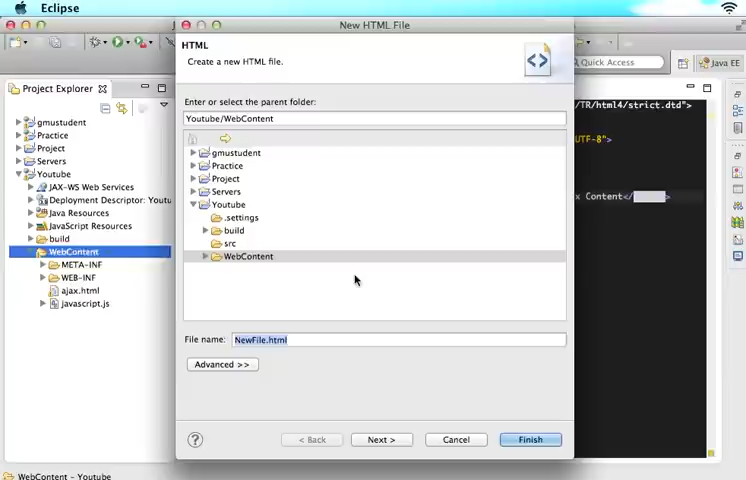 Eclipse
New HTML File
Quick Access
Java EE
HTML
Create a new HTML file.
Project Explorer
gmustudent
Practice
Project
Servers
Youtube
JAX-WS Web Services
Deployment Descriptor: Youtu
Java Resources
JavaScript Resources
build
WebContent
META-INF
WEB-INF
ajax.html
javascript.js
Enter or select the parent folder:
Youtube/WebContent
gmustudent
Practice
Project
Servers
Youtube
.settings
build
src
WebContent
File name:
NewFile.html
Advanced >>
? < Back Next > Cancel Finish
/TR/html4/strict.dtd">
UTF-8">
x Content</
>
WebContent - Youtube